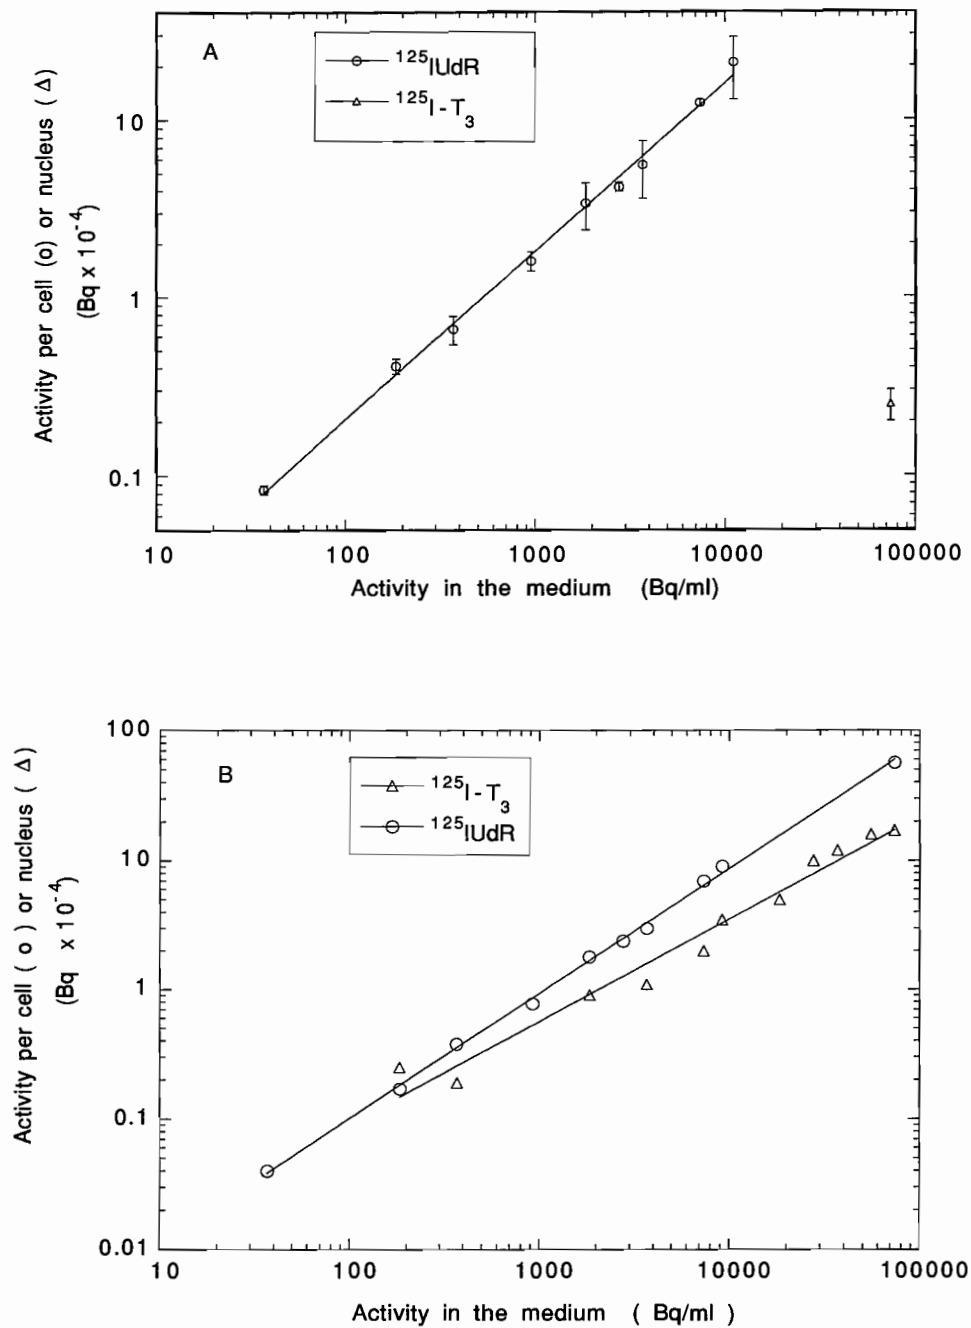 A
¹²⁵IUdR
¹²⁵I-T₃
Activity per cell (o) or nucleus (Δ)
(Bq x 10⁻⁴)
10
1
0.1
10 100 1000 10000 100000
Activity in the medium (Bq/ml)
B
¹²⁵I-T₃
¹²⁵IUdR
Activity per cell ( o ) or nucleus ( Δ )
(Bq x 10⁻⁴)
100
10
1
0.1
0.01
10 100 1000 10000 100000
Activity in the medium ( Bq/ml )